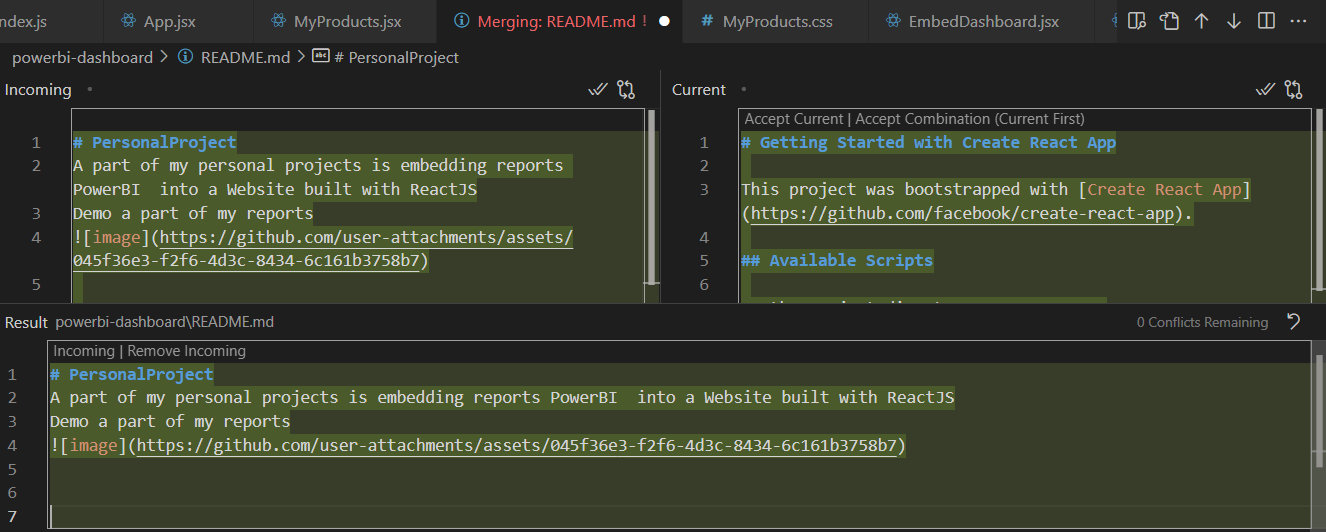 ndex.js App.jsx MyProducts.jsx Merging: README.md ! MyProducts.css EmbedDashboard.jsx
powerbi-dashboard > README.md > # PersonalProject
Incoming
1 # PersonalProject
2 A part of my personal projects is embedding reports
PowerBI  into a Website built with ReactJS
3 Demo a part of my reports
4 ![image](https://github.com/user-attachments/assets/
045f36e3-f2f6-4d3c-8434-6c161b3758b7)
5
Current
Accept Current | Accept Combination (Current First)
1 # Getting Started with Create React App
2
3 This project was bootstrapped with [Create React App]
(https://github.com/facebook/create-react-app).
4
5 ## Available Scripts
6
Result powerbi-dashboard\README.md 0 Conflicts Remaining
Incoming | Remove Incoming
1 # PersonalProject
2 A part of my personal projects is embedding reports PowerBI  into a Website built with ReactJS
3 Demo a part of my reports
4 ![image](https://github.com/user-attachments/assets/045f36e3-f2f6-4d3c-8434-6c161b3758b7)
5
6
7